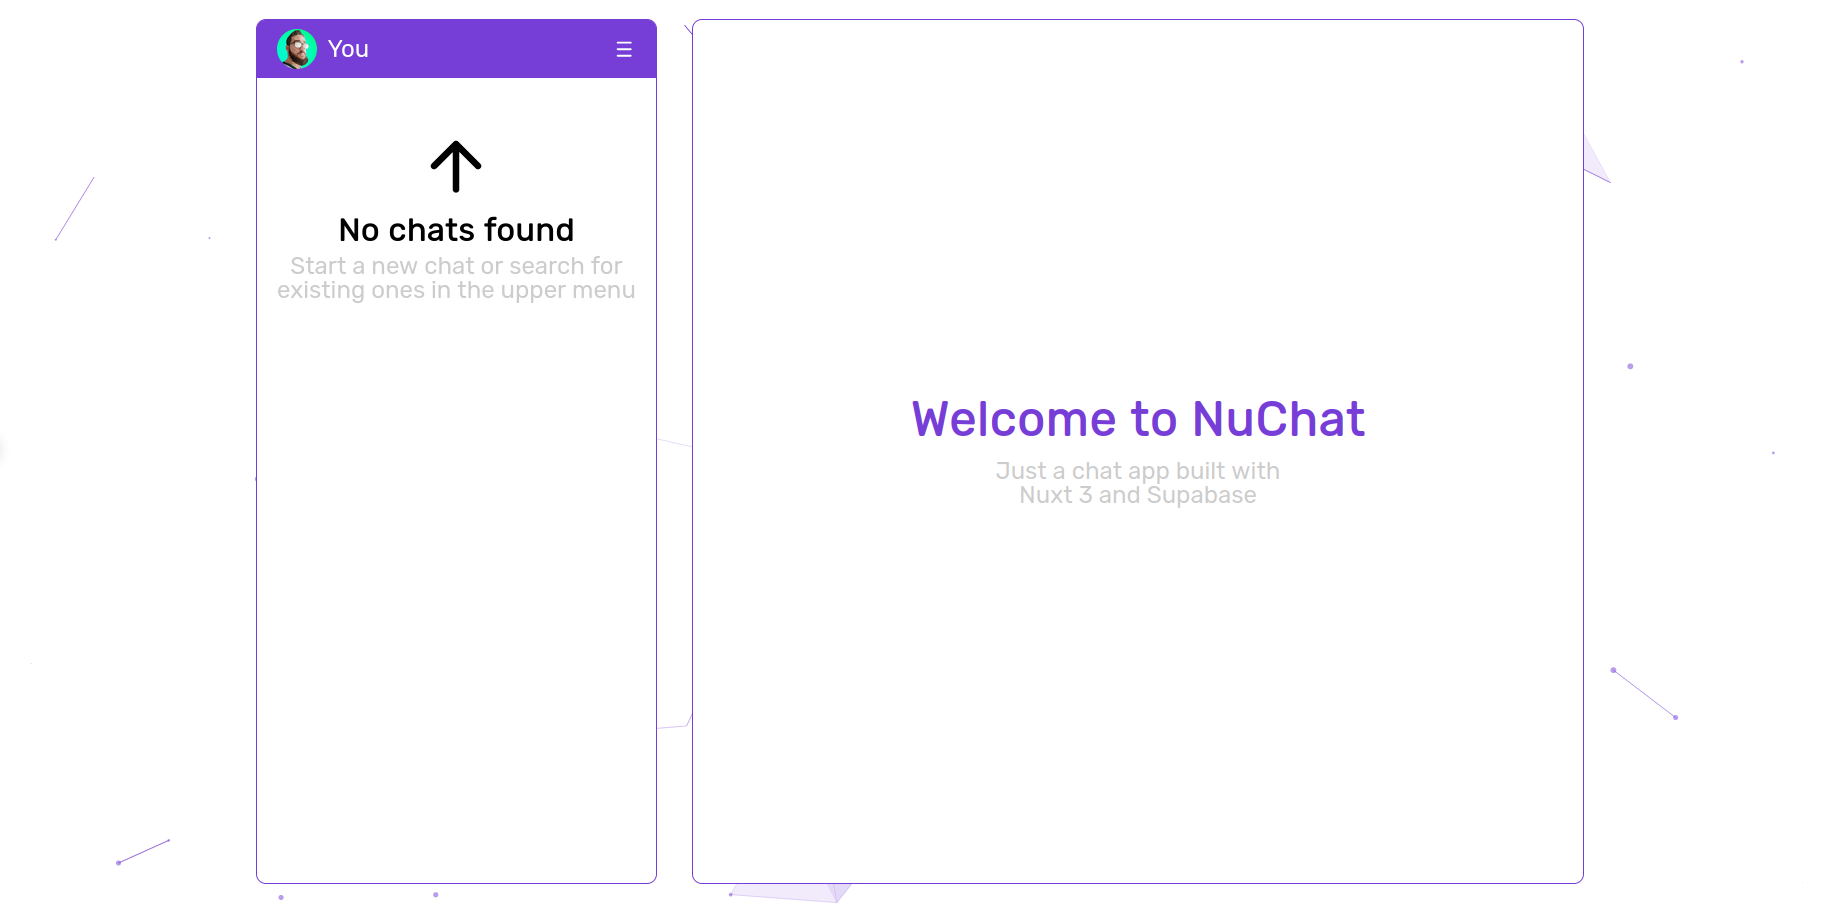 You
No chats found
Start a new chat or search for
existing ones in the upper menu
Welcome to NuChat
Just a chat app built with
Nuxt 3 and Supabase